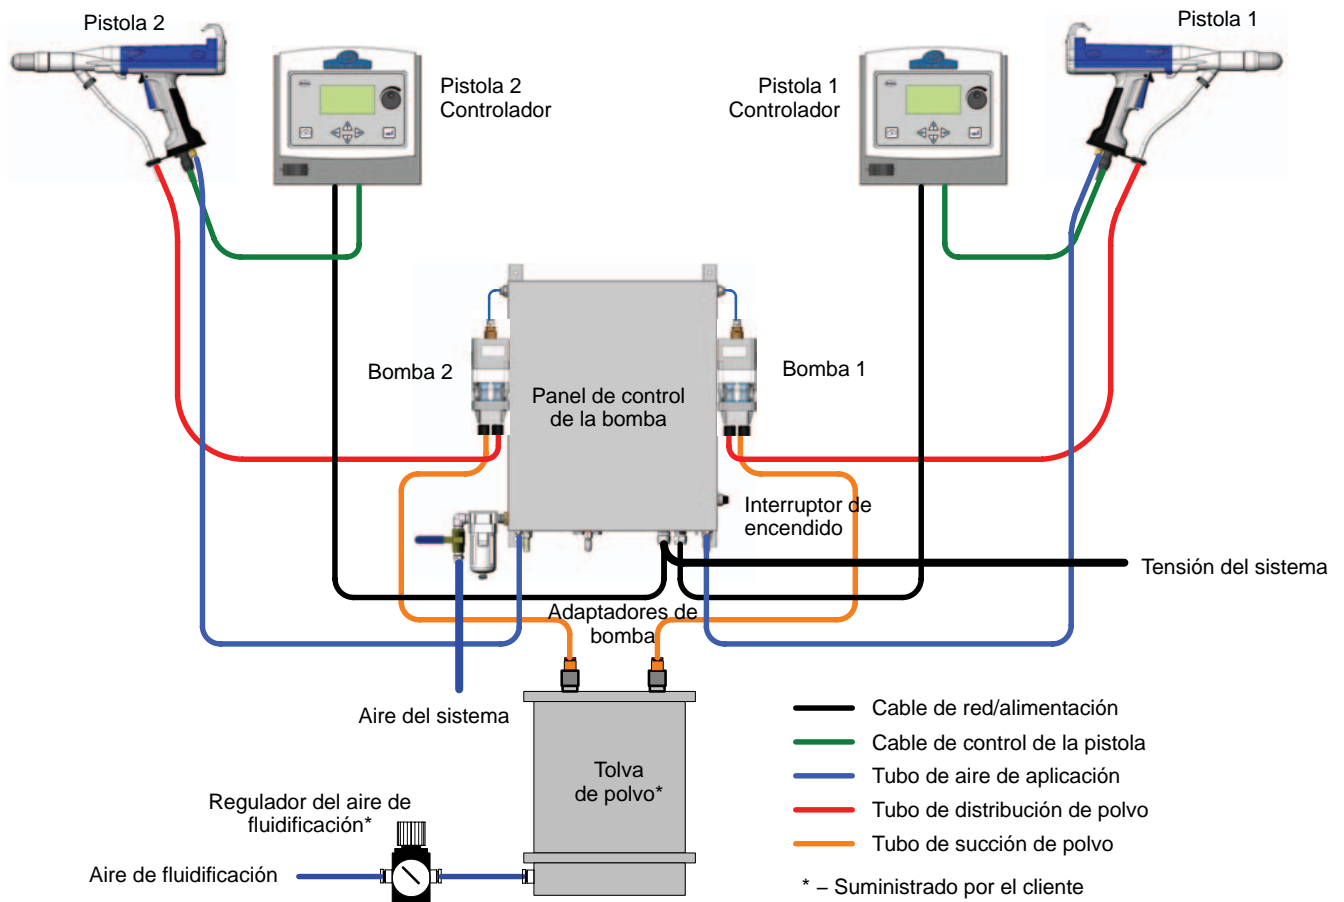 Pistola 2
Pistola 1
Pistola 2
Controlador
Pistola 1
Controlador
Bomba 2
Panel de control
de la bomba
Bomba 1
Interruptor de
encendido
Tensión del sistema
Adaptadores de
bomba
Aire del sistema
Tolva
de polvo*
Regulador del aire de
fluidificación*
Aire de fluidificación
Cable de red/alimentación
Cable de control de la pistola
Tubo de aire de aplicación
Tubo de distribución de polvo
Tubo de succión de polvo
* – Suministrado por el cliente